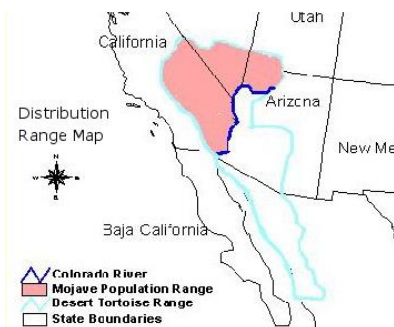 Utah
California
Arizona
Distribution
Range Map
New Me
N
W
E
S
Baja California
Colorado River
Mojave Population Range
Desert Tortoise Range
State Boundaries